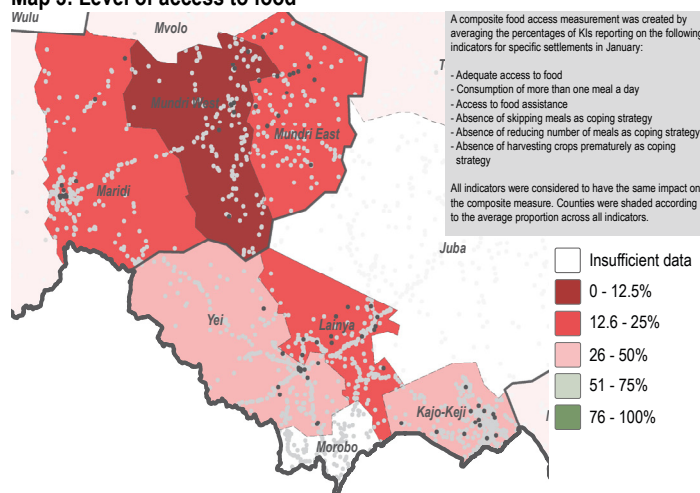 Map 3: Level of access to food
Wulu
Mvolo
A composite food access measurement was created by
averaging the percentages of KIs reporting on the following
indicators for specific settlements in January:
- Adequate access to food
- Consumption of more than one meal a day
- Access to food assistance
- Absence of skipping meals as coping strategy
- Absence of reducing number of meals as coping strategy
- Absence of harvesting crops prematurely as coping
strategy
All indicators were considered to have the same impact on
the composite measure. Counties were shaded according
to the average proportion across all indicators.
Mundri West
Mundri East
Maridi
Juba
Yei
Lainya
Kajo-Keji
Morobo
Insufficient data
0 - 12.5%
12.6 - 25%
26 - 50%
51 - 75%
76 - 100%